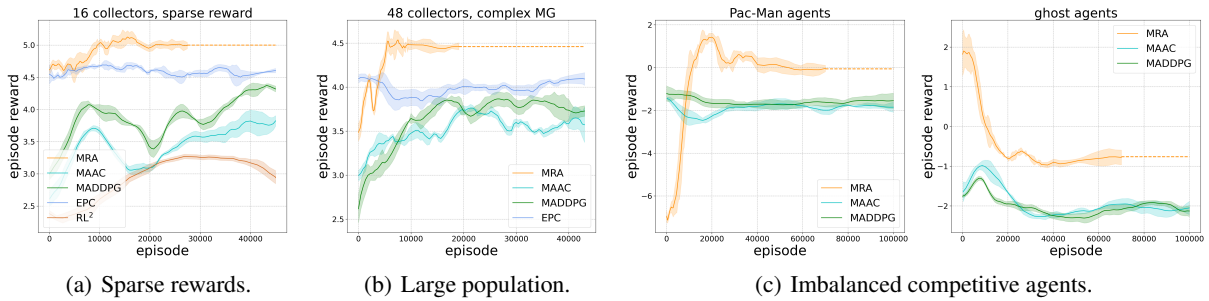 16 collectors, sparse reward
episode reward
5.0
4.5
4.0
3.5
3.0
2.5
MRA
MAAC
MADDPG
EPC
RL²
0 10000 20000 30000 40000
episode
(a) Sparse rewards.
48 collectors, complex MG
episode reward
4.5
4.0
3.5
3.0
2.5
MRA
MAAC
MADDPG
EPC
0 10000 20000 30000 40000
episode
(b) Large population.
Pac-Man agents
episode reward
0
−2
−4
−6
MRA
MAAC
MADDPG
0 20000 40000 60000 80000 100000
episode
ghost agents
episode reward
2
1
0
−1
−2
MRA
MAAC
MADDPG
0 20000 40000 60000 80000 100000
episode
(c) Imbalanced competitive agents.